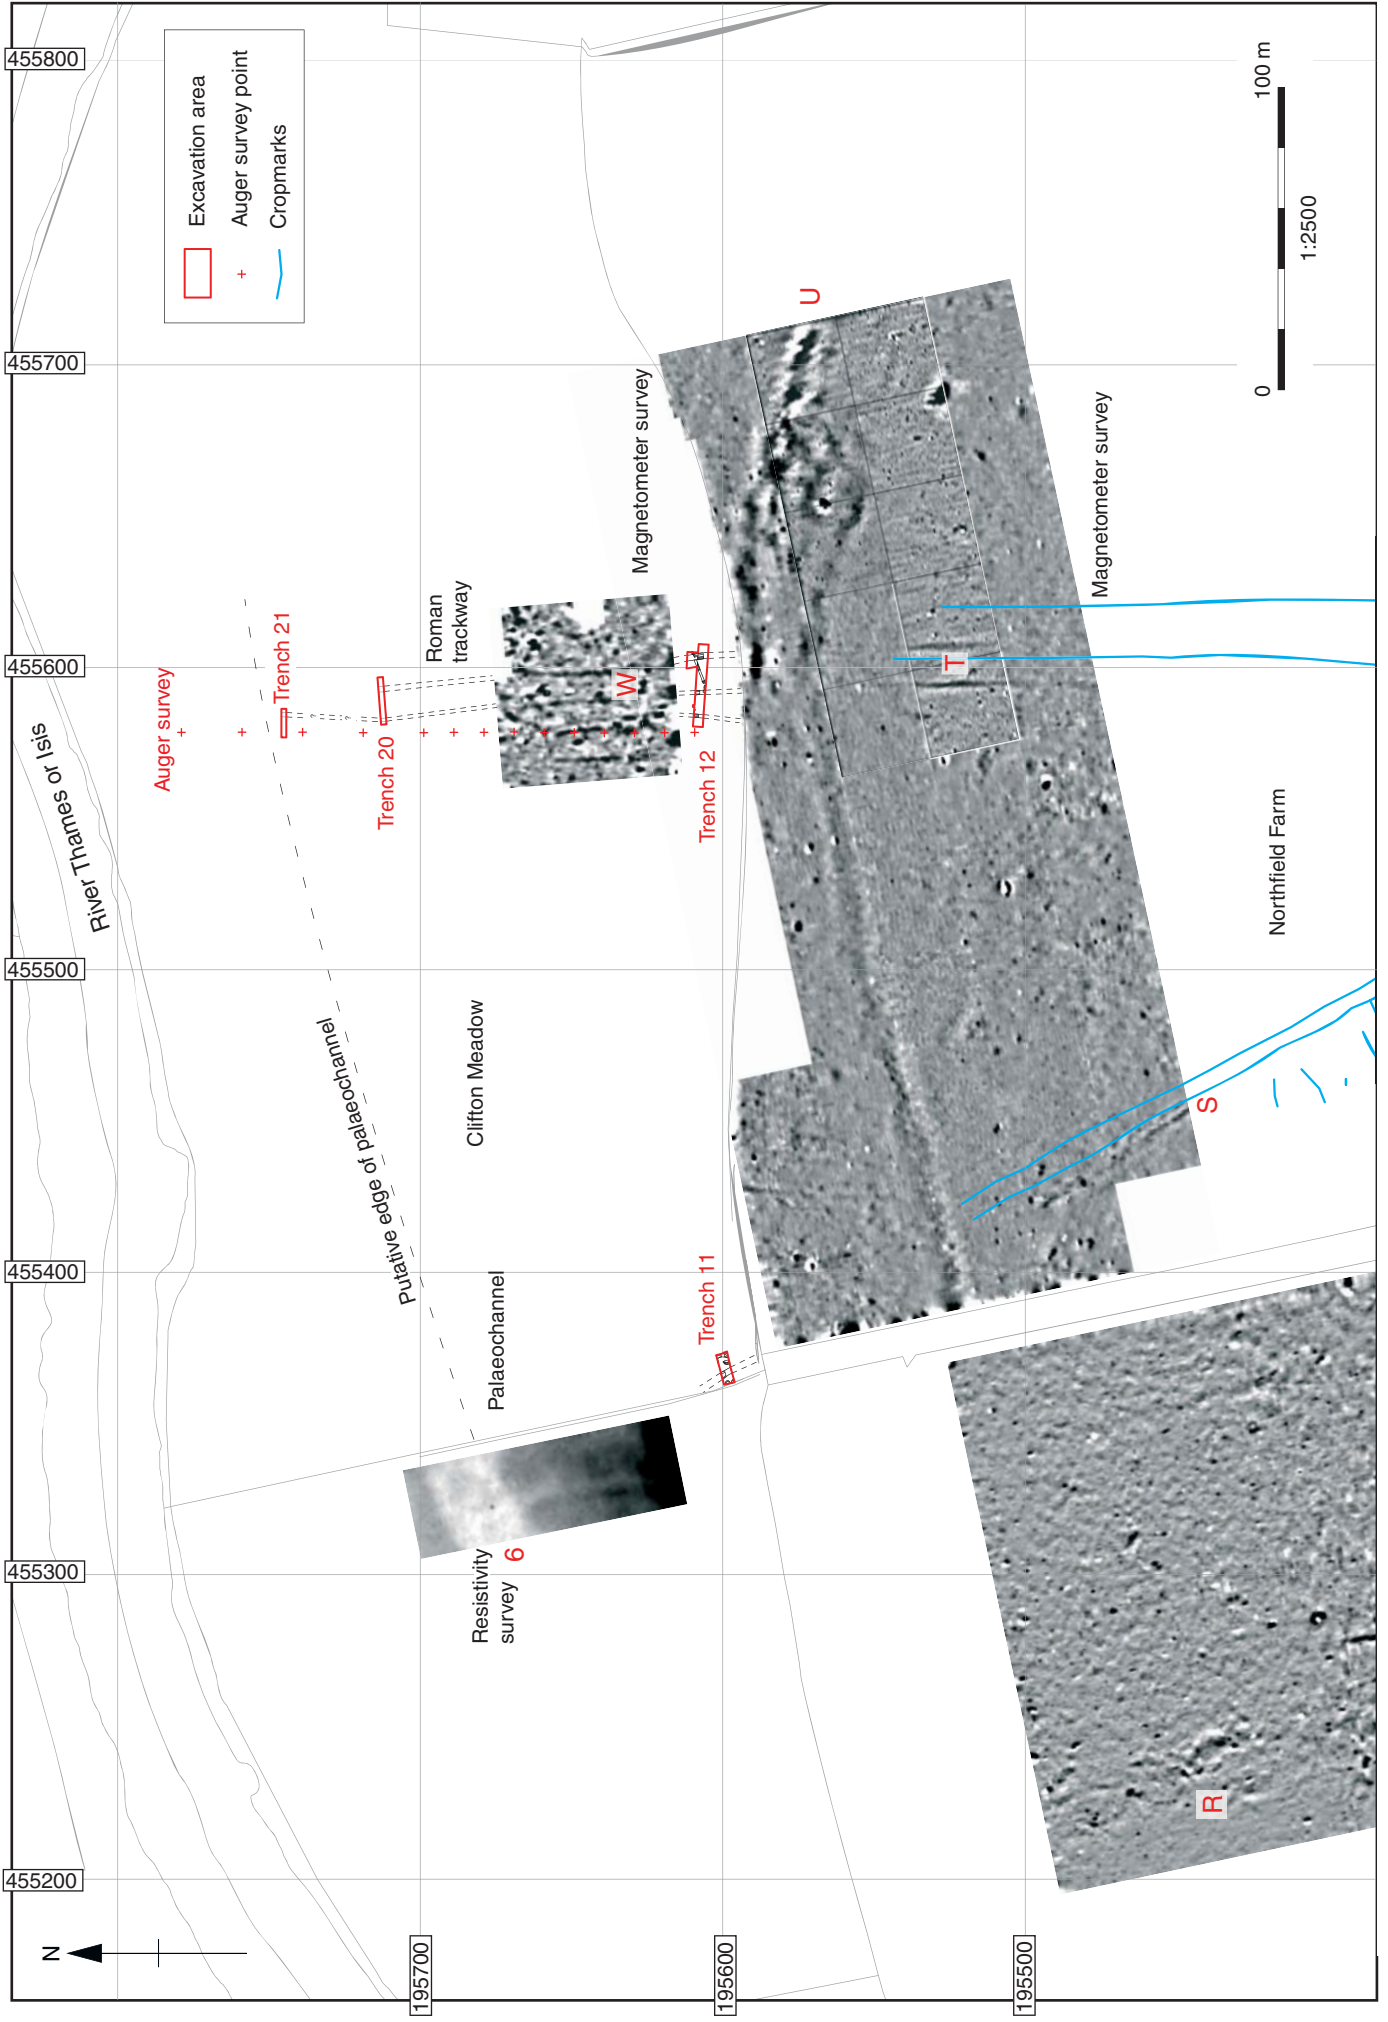 455800
455700
455600
455500
455400
455300
455200
195700
195600
195500
N
Excavation area
Auger survey point
Cropmarks
River Thames or Isis
Auger survey
Trench 21
Trench 20
Roman
trackway
Magnetometer survey
W
Trench 12
U
T
Magnetometer survey
0
100 m
1:2500
Putative edge of palaeochannel
Clifton Meadow
Palaeochannel
Northfield Farm
S
Trench 11
Resistivity
survey
6
R